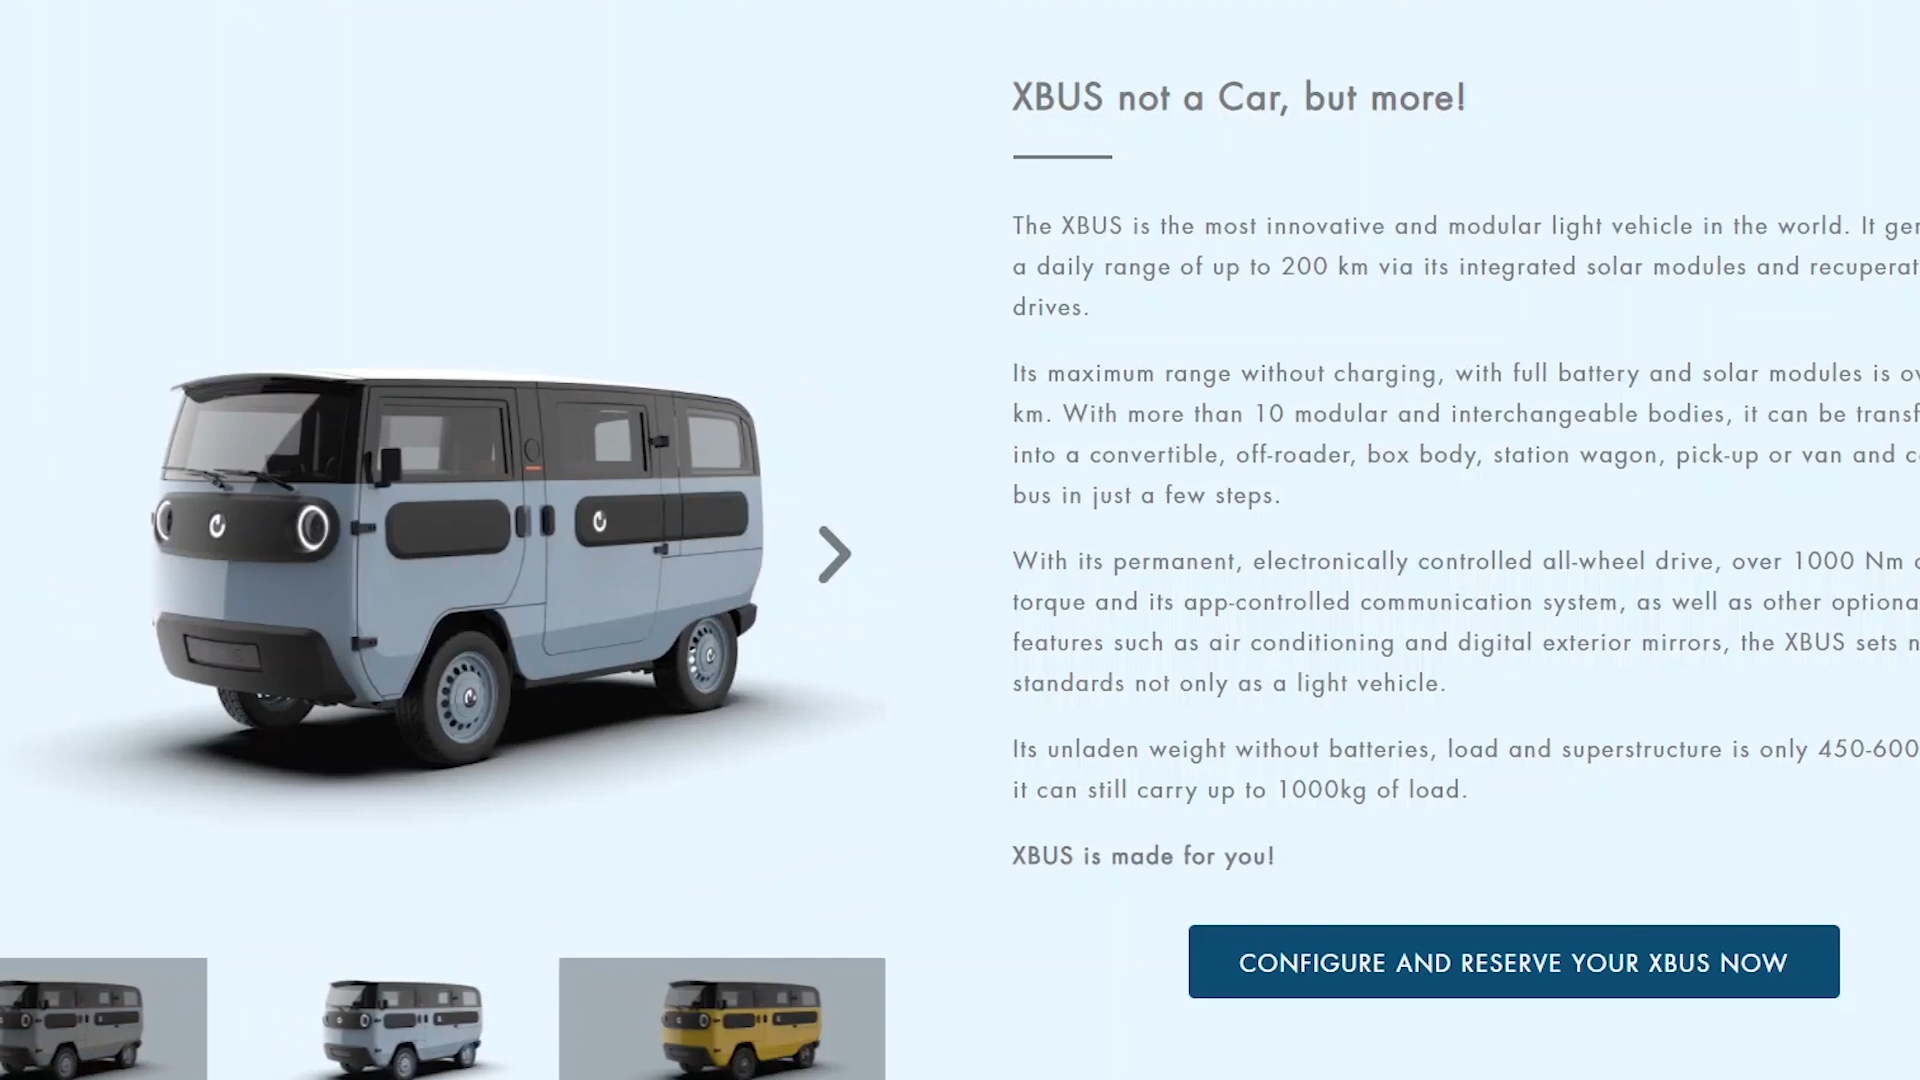 XBUS not a Car, but more!
The XBUS is the most innovative and modular light vehicle in the world. It
a daily range of up to 200 km via its integrated solar modules and
drives.
Its maximum range without charging, with full battery and solar modules is
km. With more than 10 modular and interchangeable bodies, it can be
into a convertible, off-roader, box body, station wagon, pick-up or van and
bus in just a few steps.
With its permanent, electronically controlled all-wheel drive, over 1000 Nm
torque and its app-controlled communication system, as well as other
features such as air conditioning and digital exterior mirrors, the XBUS sets
standards not only as a light vehicle.
Its unladen weight without batteries, load and superstructure is only 450-600
it can still carry up to 1000kg of load.
XBUS is made for you!
CONFIGURE AND RESERVE YOUR XBUS NOW